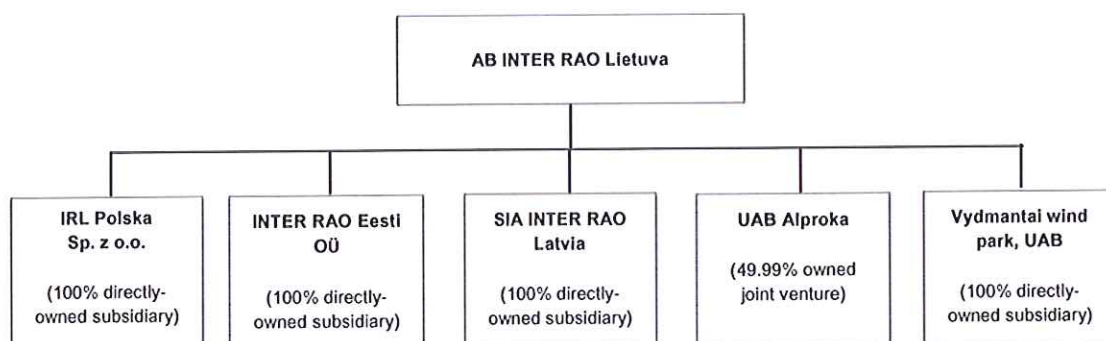 AB INTER RAO Lietuva
IRL Polska
Sp. z o.o.
(100% directly-
owned subsidiary)
INTER RAO Eesti
OÜ
(100% directly-
owned subsidiary)
SIA INTER RAO
Latvia
(100% directly-
owned subsidiary)
UAB Alproka
(49.99% owned
joint venture)
Vydmantai wind
park, UAB
(100% directly-
owned subsidiary)